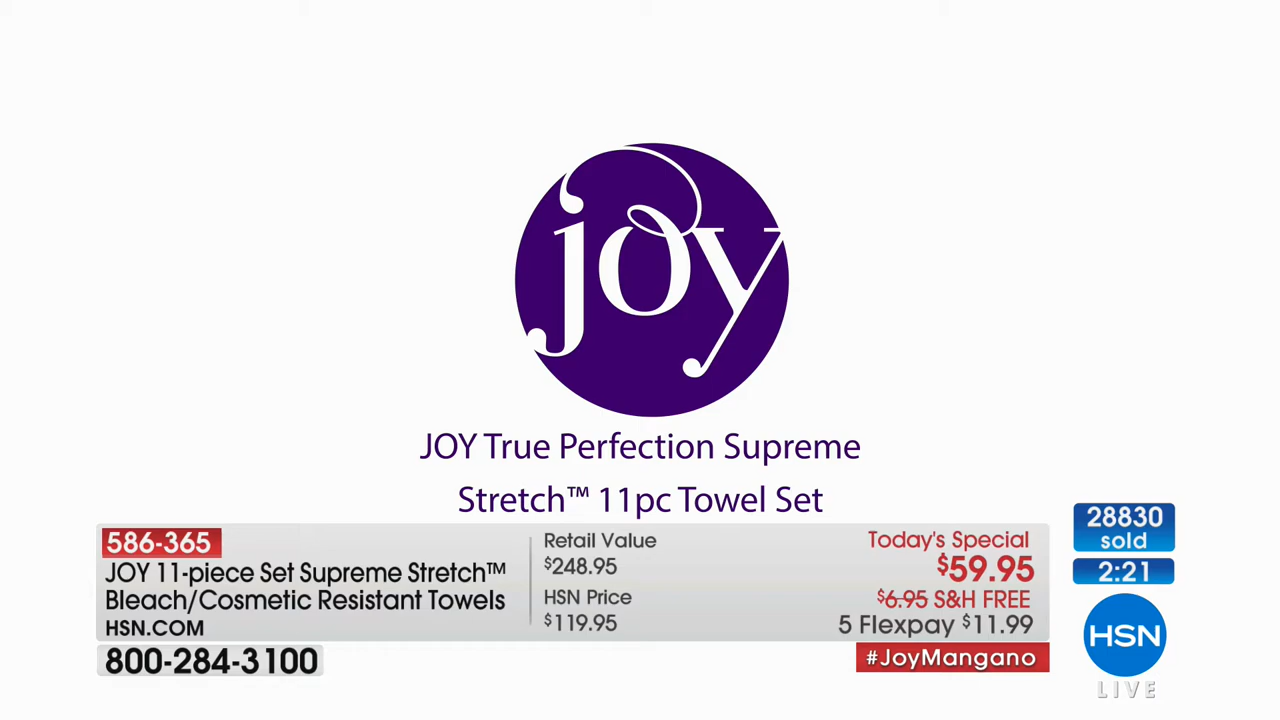 joy
JOY True Perfection Supreme
Stretch™ 11pc Towel Set
586-365
JOY 11-piece Set Supreme Stretch™
Bleach/Cosmetic Resistant Towels
HSN.COM
800-284-3100
Retail Value
$248.95
HSN Price
$119.95
Today's Special
$59.95
$6.95 S&H FREE
5 Flexpay $11.99
#JoyMangano
28830
sold
2:21
HSN
LIVE